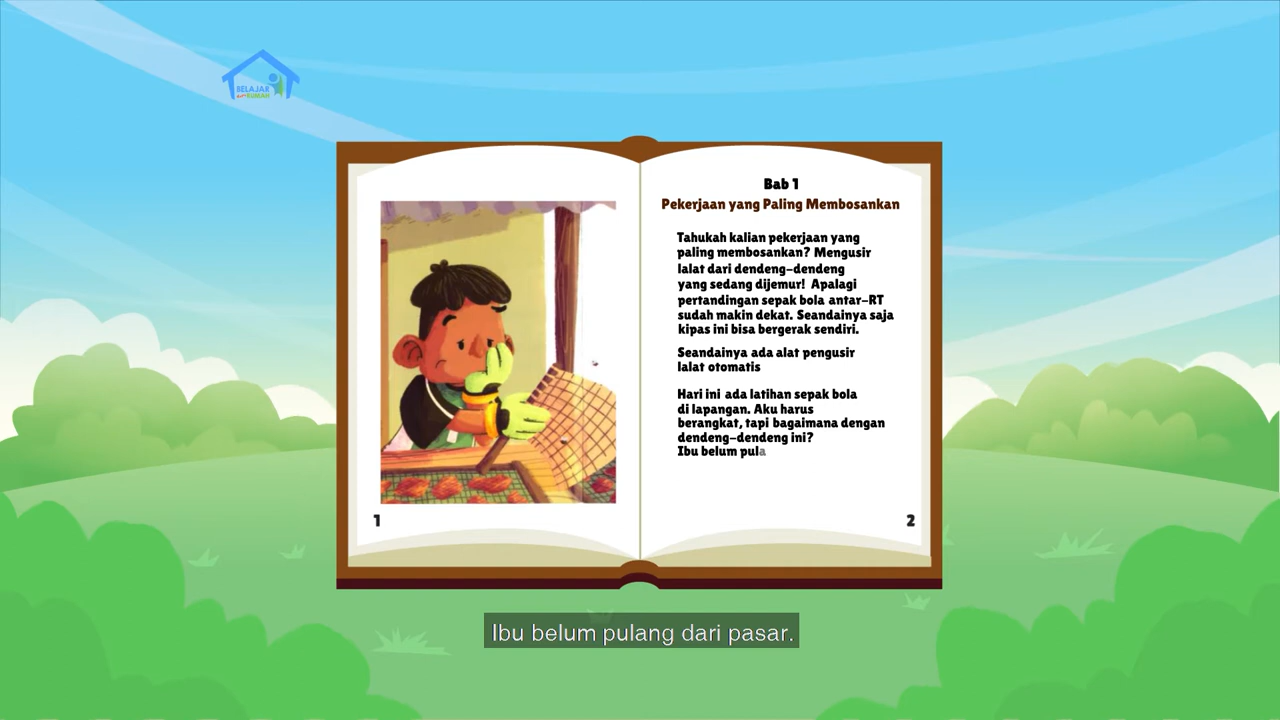 BELAJAR
dari RUMAH
Bab 1
Pekerjaan yang Paling Membosankan
Tahukah kalian pekerjaan yang
paling membosankan? Mengusir
lalat dari dendeng-dendeng
yang sedang dijemur! Apalagi
pertandingan sepak bola antar-RT
sudah makin dekat. Seandainya saja
kipas ini bisa bergerak sendiri.
Seandainya ada alat pengusir
lalat otomatis
Hari ini ada latihan sepak bola
di lapangan. Aku harus
berangkat, tapi bagaimana dengan
dendeng-dendeng ini?
Ibu belum pula
1
2
Ibu belum pulang dari pasar.